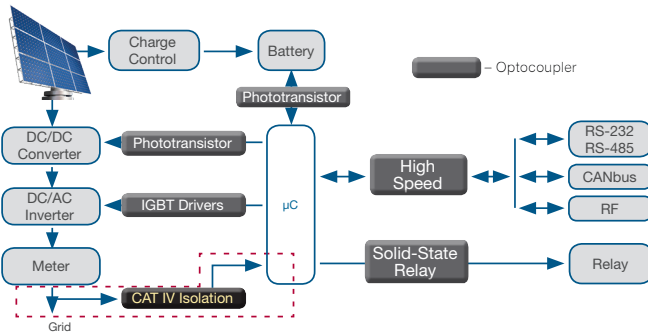 Charge
Control
Battery
– Optocoupler
Phototransistor
DC/DC
Converter
Phototransistor
High
Speed
RS-232
RS-485
CANbus
DC/AC
Inverter
IGBT Drivers
µC
RF
Meter
Solid-State
Relay
Relay
CAT IV Isolation
Grid